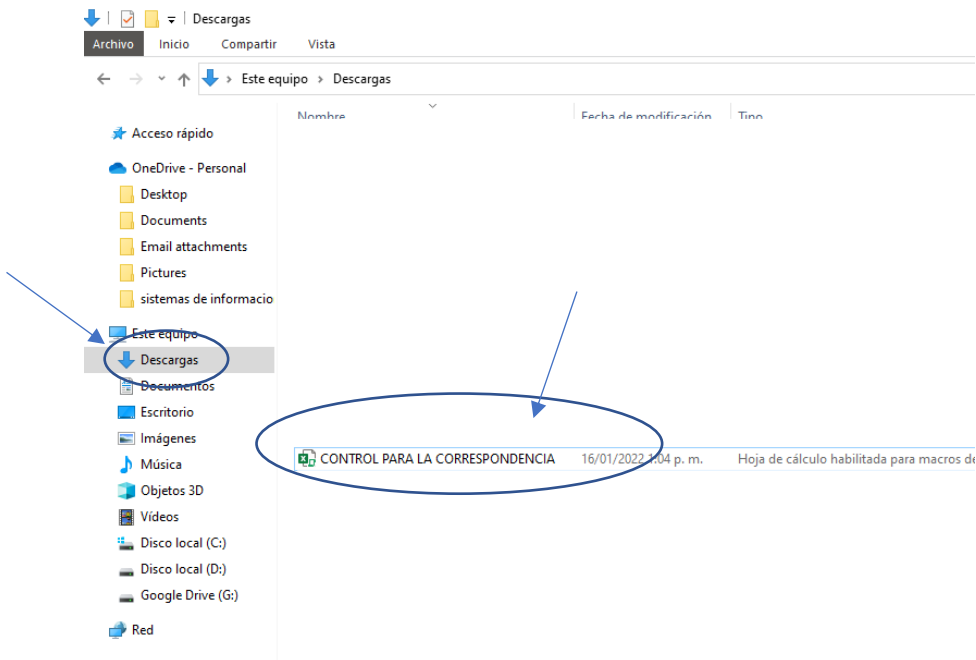 Descargas
Archivo Inicio Compartir Vista
Este equipo > Descargas
Nombre Fecha de modificación Tipo
Acceso rápido
OneDrive - Personal
Desktop
Documents
Email attachments
Pictures
sistemas de informacio
Este equipo
Descargas
Documentos
Escritorio
Imágenes
CONTROL PARA LA CORRESPONDENCIA 16/01/2022 1:04 p. m. Hoja de cálculo habilitada para macros de
Música
Objetos 3D
Vídeos
Disco local (C:)
Disco local (D:)
Google Drive (G:)
Red